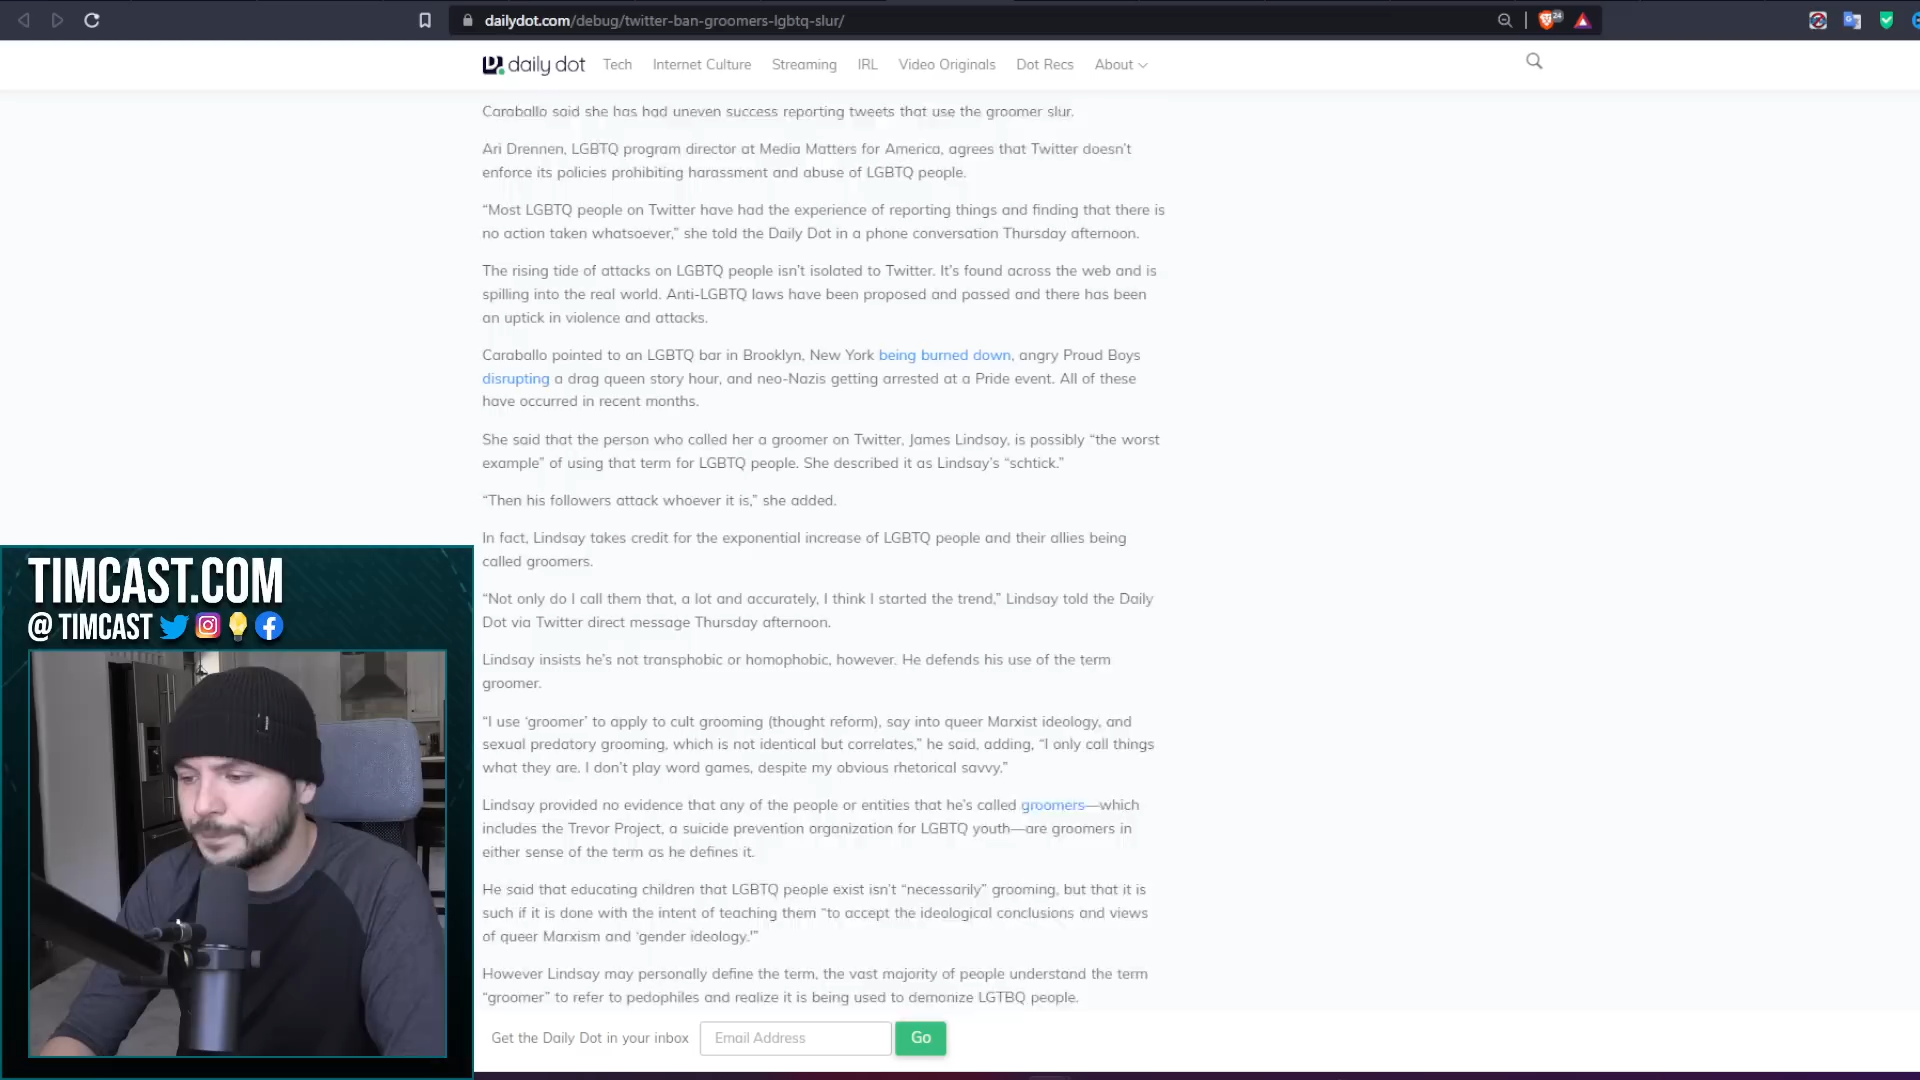 dailydot.com/debug/twitter-ban-groomers-lgbtq-slur/
24
daily dot Tech Internet Culture Streaming IRL Video Originals Dot Recs About
Caraballo said she has had uneven success reporting tweets that use the groomer slur.
Ari Drennen, LGBTQ program director at Media Matters for America, agrees that Twitter doesn’t
enforce its policies prohibiting harassment and abuse of LGBTQ people.
“Most LGBTQ people on Twitter have had the experience of reporting things and finding that there is
no action taken whatsoever,” she told the Daily Dot in a phone conversation Thursday afternoon.
The rising tide of attacks on LGBTQ people isn’t isolated to Twitter. It’s found across the web and is
spilling into the real world. Anti-LGBTQ laws have been proposed and passed and there has been
an uptick in violence and attacks.
Caraballo pointed to an LGBTQ bar in Brooklyn, New York being burned down, angry Proud Boys
disrupting a drag queen story hour, and neo-Nazis getting arrested at a Pride event. All of these
have occurred in recent months.
She said that the person who called her a groomer on Twitter, James Lindsay, is possibly “the worst
example” of using that term for LGBTQ people. She described it as Lindsay’s “schtick.”
“Then his followers attack whoever it is,” she added.
In fact, Lindsay takes credit for the exponential increase of LGBTQ people and their allies being
called groomers.
“Not only do I call them that, a lot and accurately, I think I started the trend,” Lindsay told the Daily
Dot via Twitter direct message Thursday afternoon.
Lindsay insists he’s not transphobic or homophobic, however. He defends his use of the term
groomer.
“I use ‘groomer’ to apply to cult grooming (thought reform), say into queer Marxist ideology, and
sexual predatory grooming, which is not identical but correlates,” he said, adding, “I only call things
what they are. I don’t play word games, despite my obvious rhetorical savvy.”
Lindsay provided no evidence that any of the people or entities that he’s called groomers—which
includes the Trevor Project, a suicide prevention organization for LGBTQ youth—are groomers in
either sense of the term as he defines it.
He said that educating children that LGBTQ people exist isn’t “necessarily” grooming, but that it is
such if it is done with the intent of teaching them “to accept the ideological conclusions and views
of queer Marxism and ‘gender ideology.’”
However Lindsay may personally define the term, the vast majority of people understand the term
“groomer” to refer to pedophiles and realize it is being used to demonize LGTBQ people.
Get the Daily Dot in your inbox Email Address Go
TIMCAST.COM
@ TIMCAST